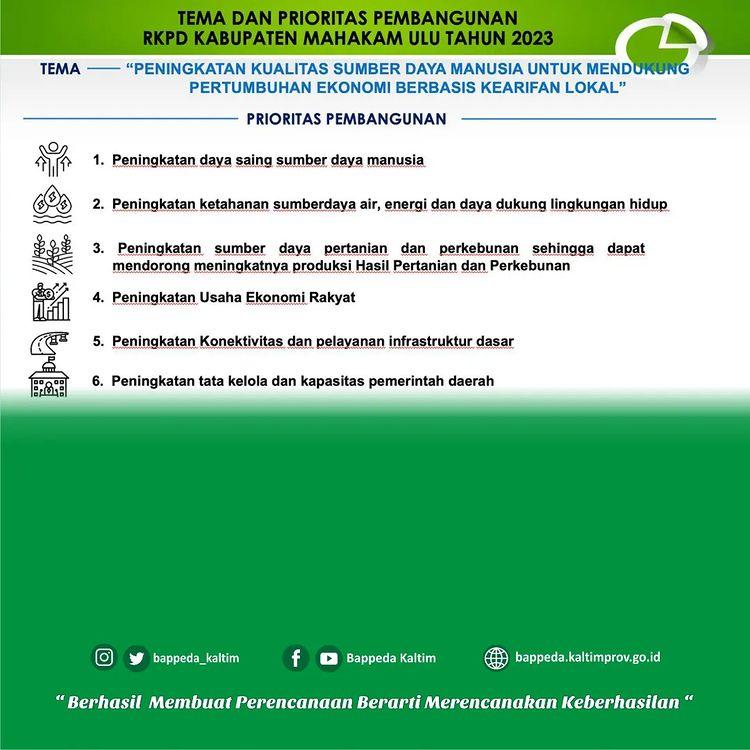 TEMA DAN PRIORITAS PEMBANGUNAN
RKPD KABUPATEN MAHAKAM ULU TAHUN 2023
TEMA “PENINGKATAN KUALITAS SUMBER DAYA MANUSIA UNTUK MENDUKUNG
PERTUMBUHAN EKONOMI BERBASIS KEARIFAN LOKAL”
PRIORITAS PEMBANGUNAN
1. Peningkatan daya saing sumber daya manusia
2. Peningkatan ketahanan sumberdaya air, energi dan daya dukung lingkungan hidup
3. Peningkatan sumber daya pertanian dan perkebunan sehingga dapat
mendorong meningkatnya produksi Hasil Pertanian dan Perkebunan
4. Peningkatan Usaha Ekonomi Rakyat
5. Peningkatan Konektivitas dan pelayanan infrastruktur dasar
6. Peningkatan tata kelola dan kapasitas pemerintah daerah
bappeda_kaltim Bappeda Kaltim bappeda.kaltimprov.go.id
“ Berhasil Membuat Perencanaan Berarti Merencanakan Keberhasilan “